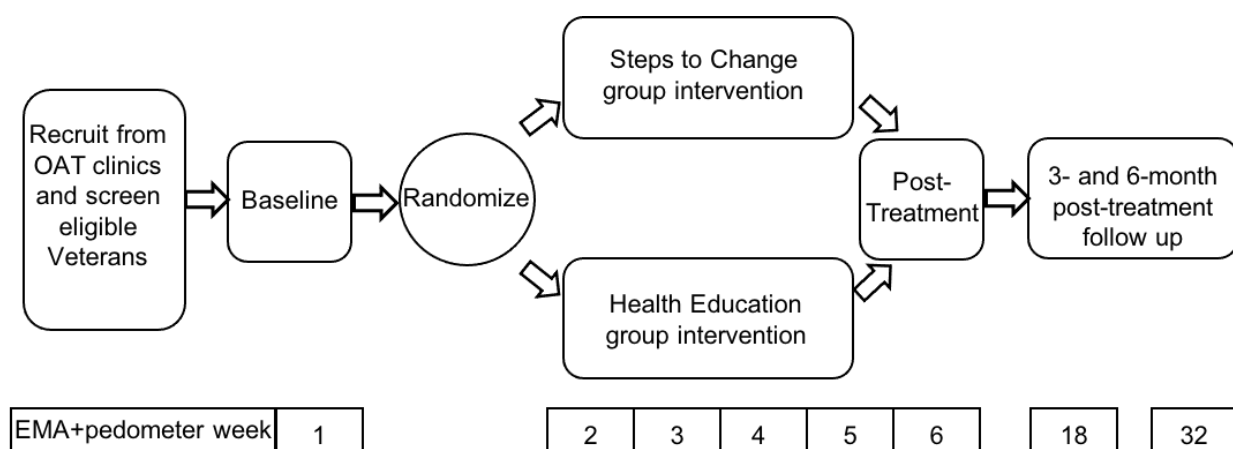 Recruit from
OAT clinics
and screen
eligible
Veterans
Baseline
Randomize
Steps to Change
group intervention
Health Education
group intervention
Post-
Treatment
3- and 6-month
post-treatment
follow up
EMA+pedometer week 1 2 3 4 5 6 18 32